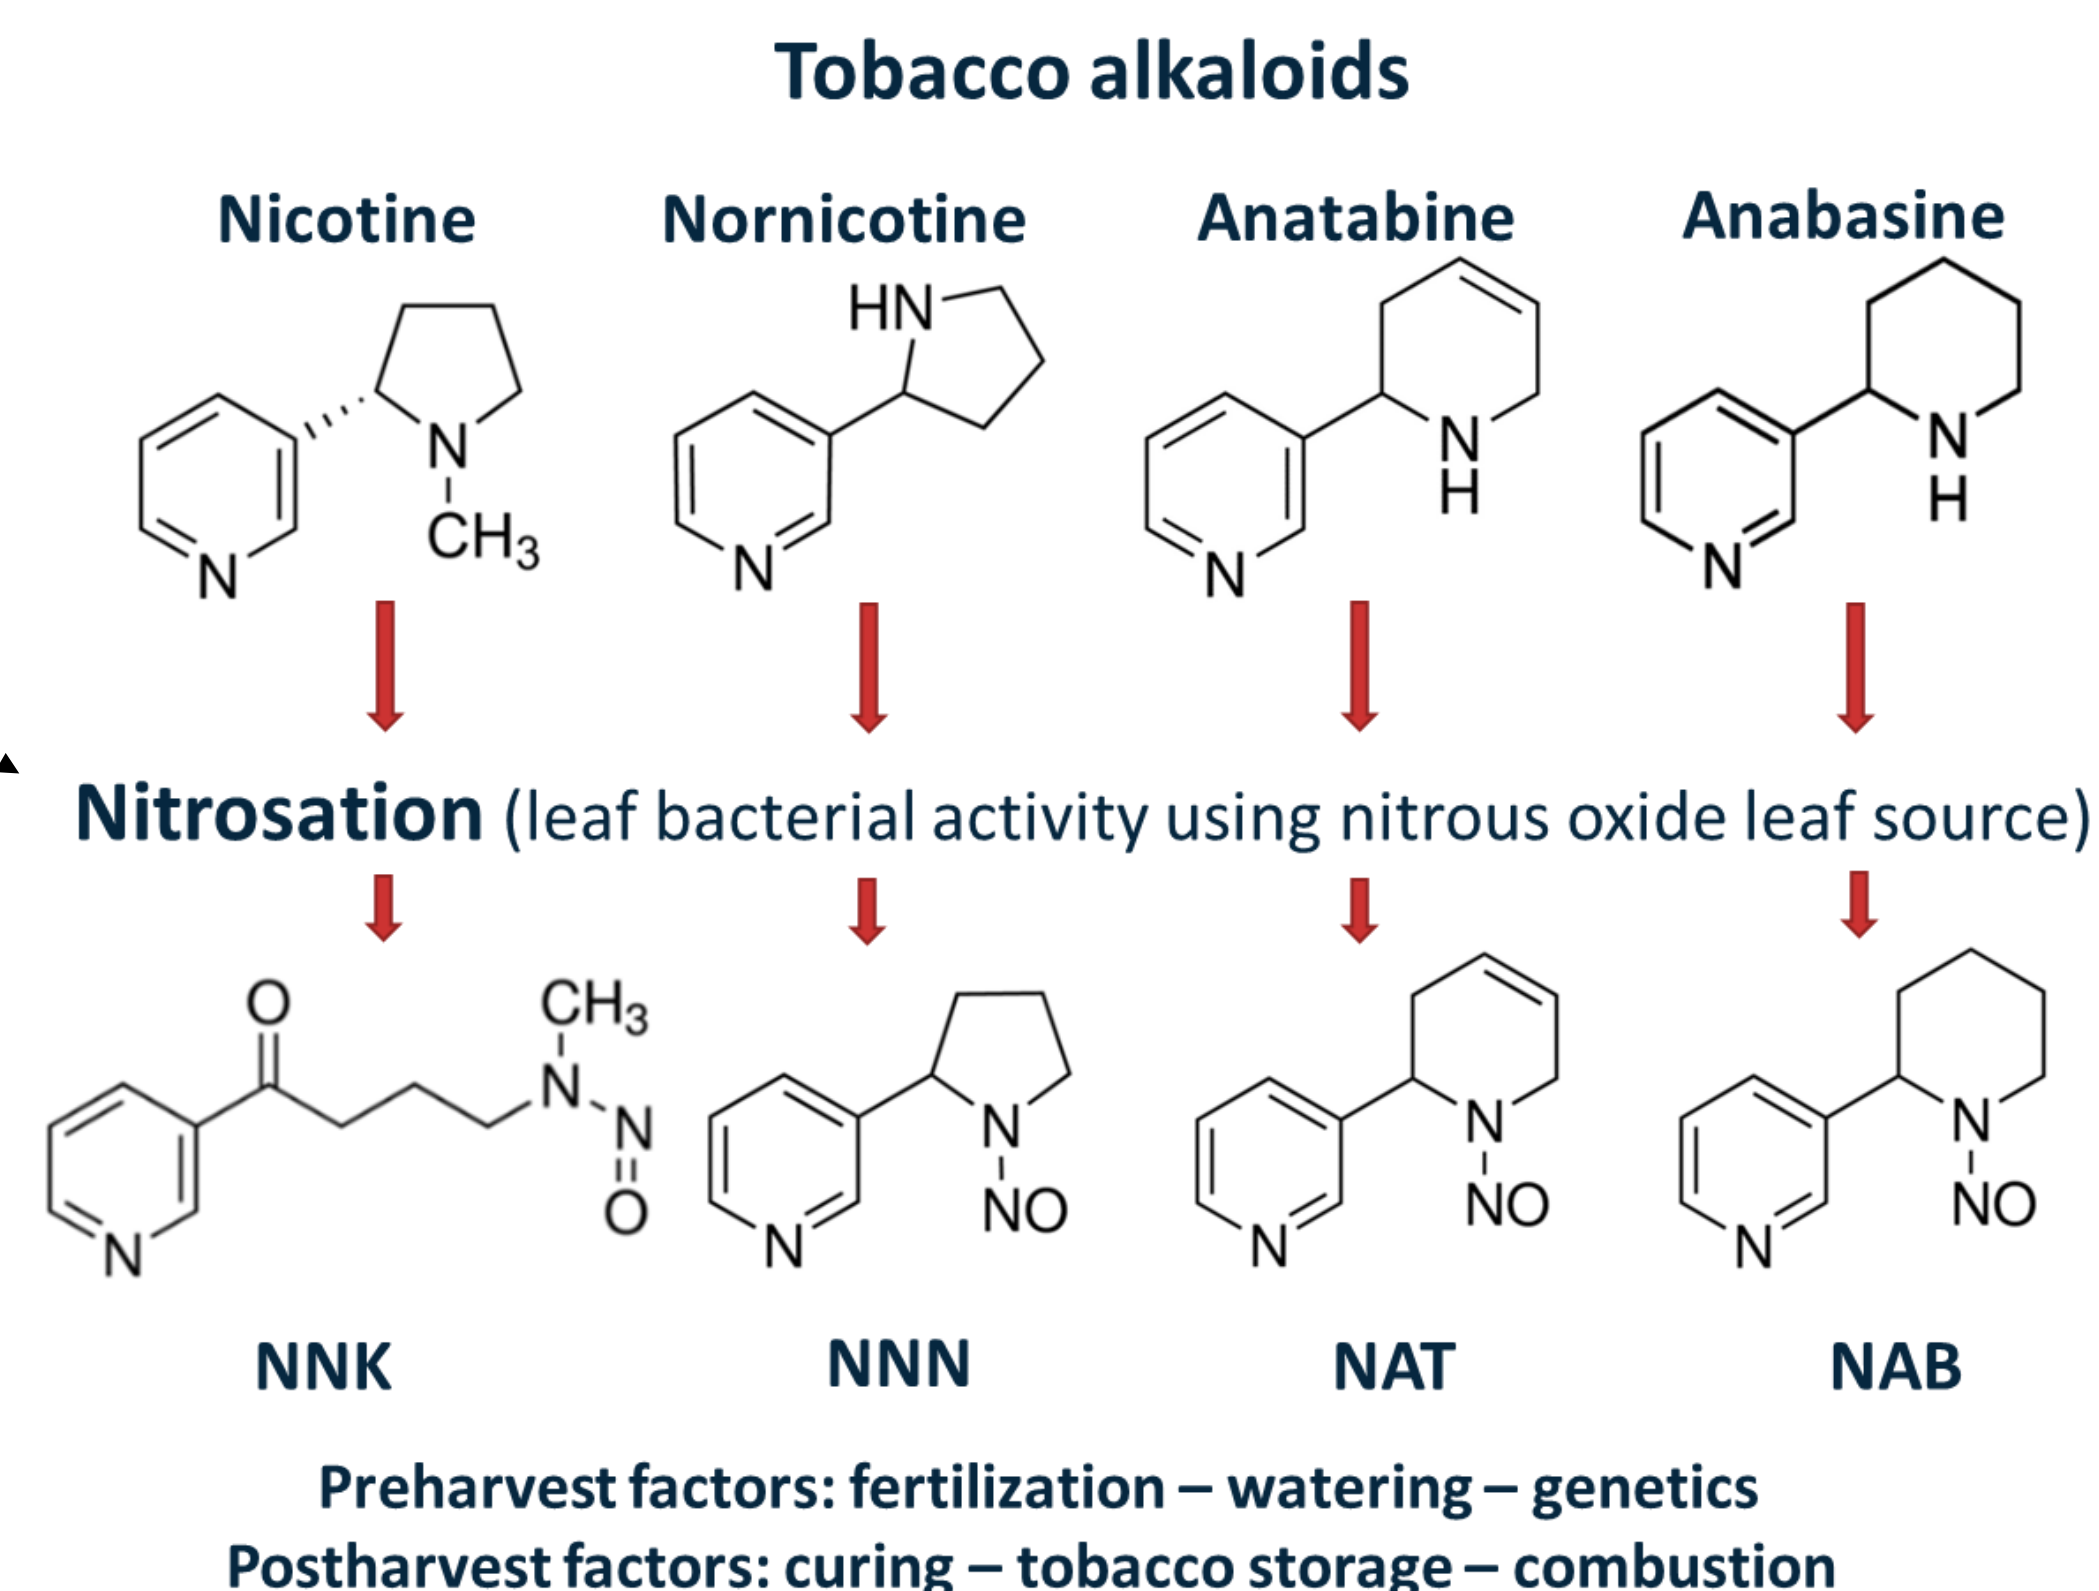 Tobacco alkaloids
Nicotine Nornicotine Anatabine Anabasine
HN
N N N
CH3 H H
N N N N
Nitrosation (leaf bacterial activity using nitrous oxide leaf source)
O CH3
N N N N
N
O NO NO NO
N N N N
NNK NNN NAT NAB
Preharvest factors: fertilization – watering – genetics
Postharvest factors: curing – tobacco storage – combustion